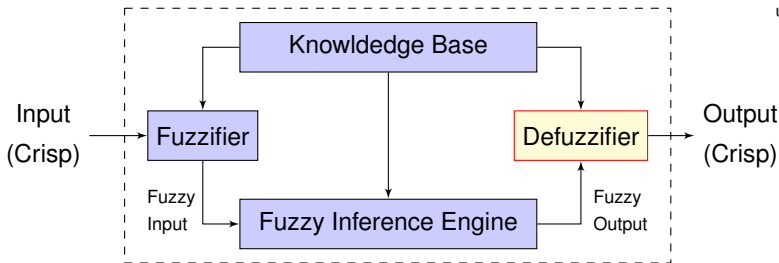 Knowldedge Base
Input
(Crisp)
Fuzzifier
Defuzzifier
Output
(Crisp)
Fuzzy
Input
Fuzzy Inference Engine
Fuzzy
Output